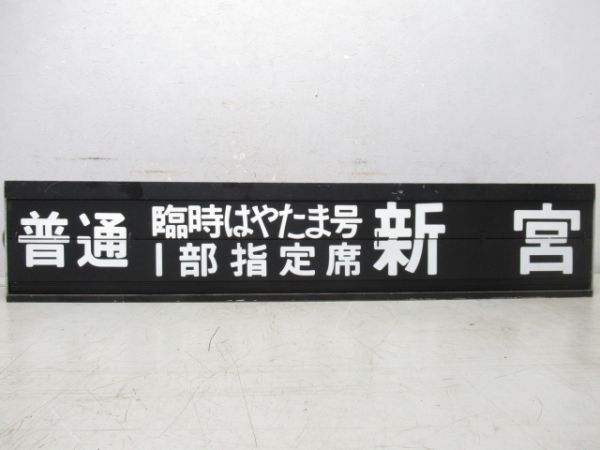 普通
臨時はやたま号
1部指定席
新宮